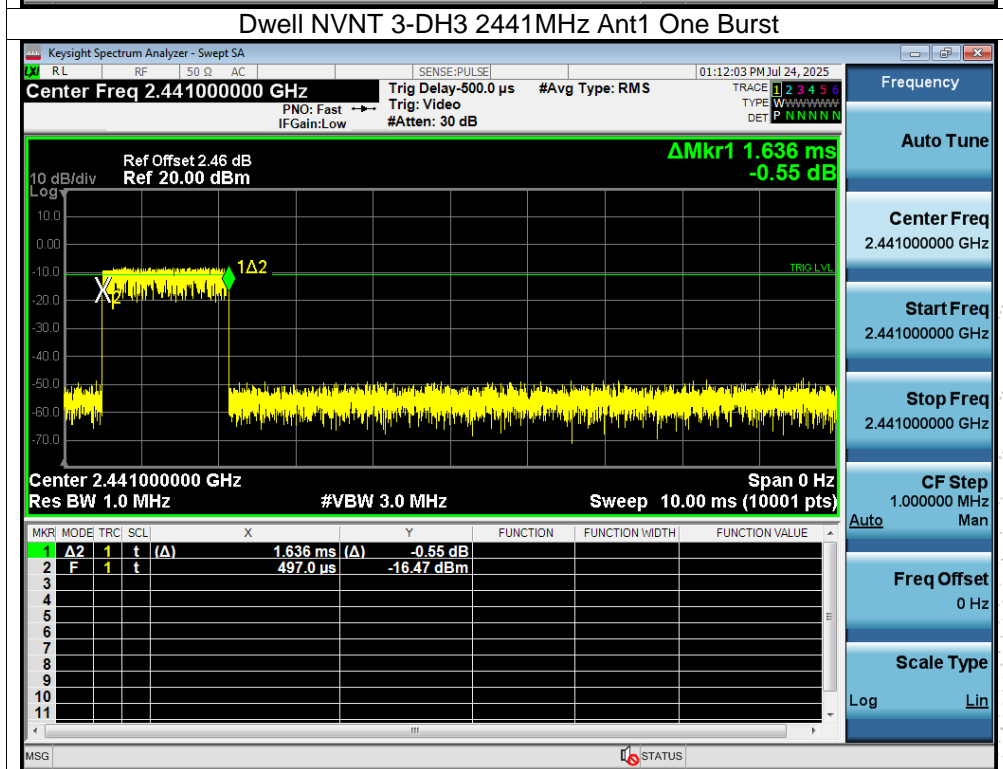 Dwell NVNT 3-DH3 2441MHz Ant1 One Burst
Keysight Spectrum Analyzer - Swept SA
LXI RL RF 50 Ω AC SENSE:PULSE 01:12:03 PM Jul 24, 2025
Center Freq 2.441000000 GHz
PNO: Fast
IFGain:Low
Trig Delay-500.0 µs
Trig: Video
#Atten: 30 dB
#Avg Type: RMS
TRACE 1 2 3 4 5 6
TYPE WWWWWW
DET P N N N N N
Ref Offset 2.46 dB
Ref 20.00 dBm
10 dB/div
Log
ΔMkr1 1.636 ms
-0.55 dB
10.0
0.00
-10.0
-20.0
-30.0
-40.0
-50.0
-60.0
-70.0
1Δ2
2
TRIG LVL
Center 2.441000000 GHz Span 0 Hz
Res BW 1.0 MHz #VBW 3.0 MHz Sweep 10.00 ms (10001 pts)
MKR MODE TRC SCL X Y FUNCTION FUNCTION WIDTH FUNCTION VALUE
1 Δ2 1 t (Δ) 1.636 ms (Δ) -0.55 dB
2 F 1 t 497.0 µs -16.47 dBm
3
4
5
6
7
8
9
10
11
MSG STATUS
Frequency
Auto Tune
Center Freq
2.441000000 GHz
Start Freq
2.441000000 GHz
Stop Freq
2.441000000 GHz
CF Step
1.000000 MHz
Auto Man
Freq Offset
0 Hz
Scale Type
Log Lin